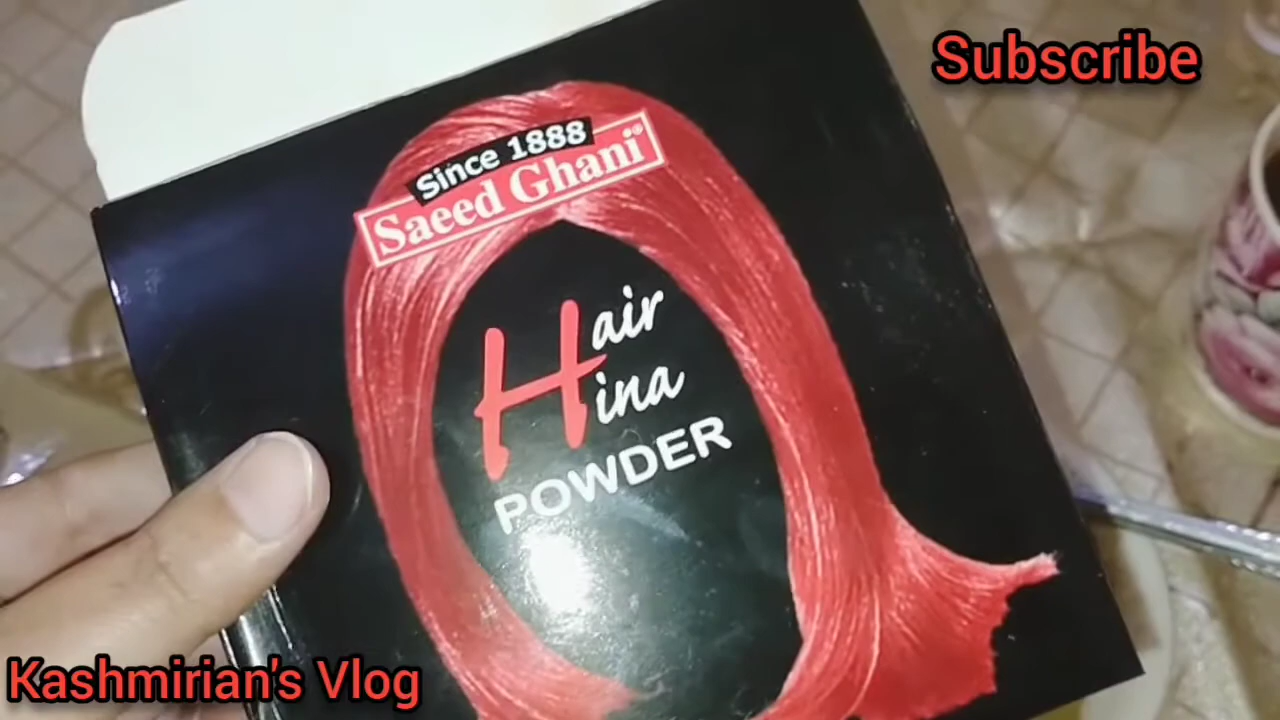 Subscribe
Since 1888
Saeed Ghani®
Hair
Hina
POWDER
Kashmirian's Vlog